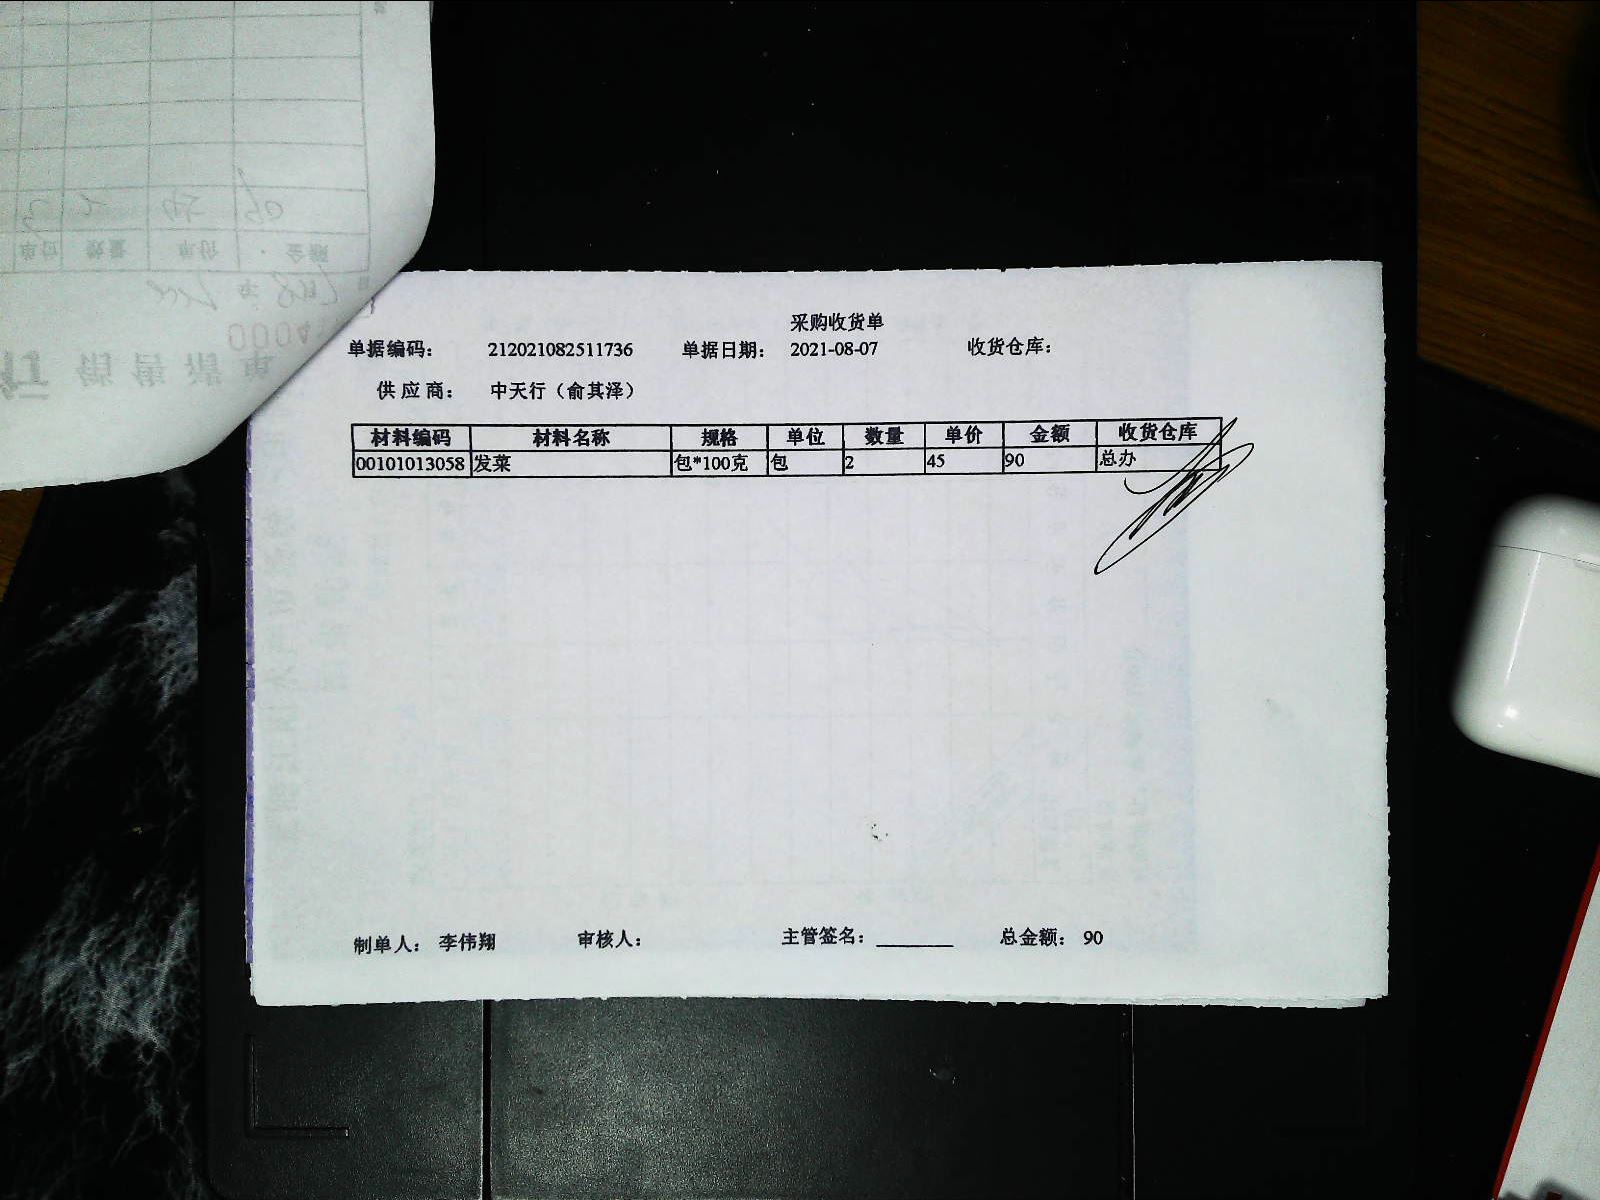 采购收货单
单据编码： 212021082511736 单据日期： 2021-08-07 收货仓库：
供应商： 中天行（俞其泽）
材料编码 材料名称 规格 单位 数量 单价 金额 收货仓库
00101013058 发菜 包*100克 包 2 45 90 总办
制单人： 李伟翔 审核人： 主管签名：________ 总金额： 90